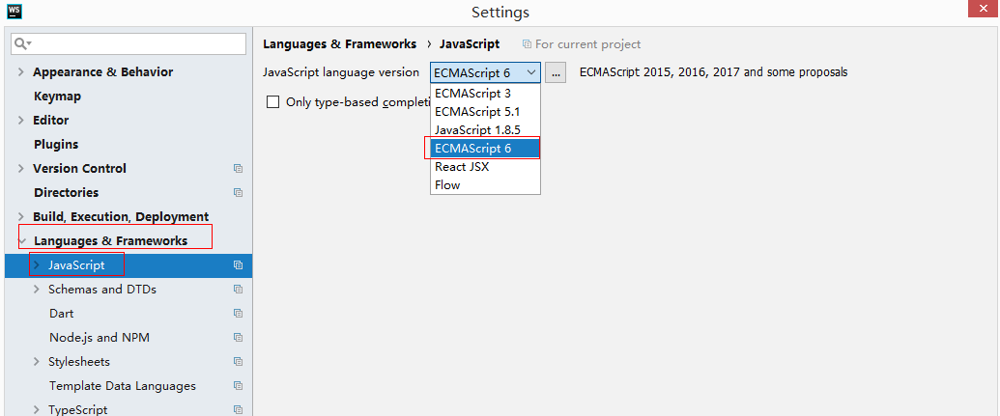 WS
Settings
Appearance & Behavior
Keymap
Editor
Plugins
Version Control
Directories
Build, Execution, Deployment
Languages & Frameworks
JavaScript
Schemas and DTDs
Dart
Node.js and NPM
Stylesheets
Template Data Languages
TypeScript
Languages & Frameworks › JavaScript For current project
JavaScript language version ECMAScript 6 ... ECMAScript 2015, 2016, 2017 and some proposals
Only type-based completi
ECMAScript 3
ECMAScript 5.1
JavaScript 1.8.5
ECMAScript 6
React JSX
Flow